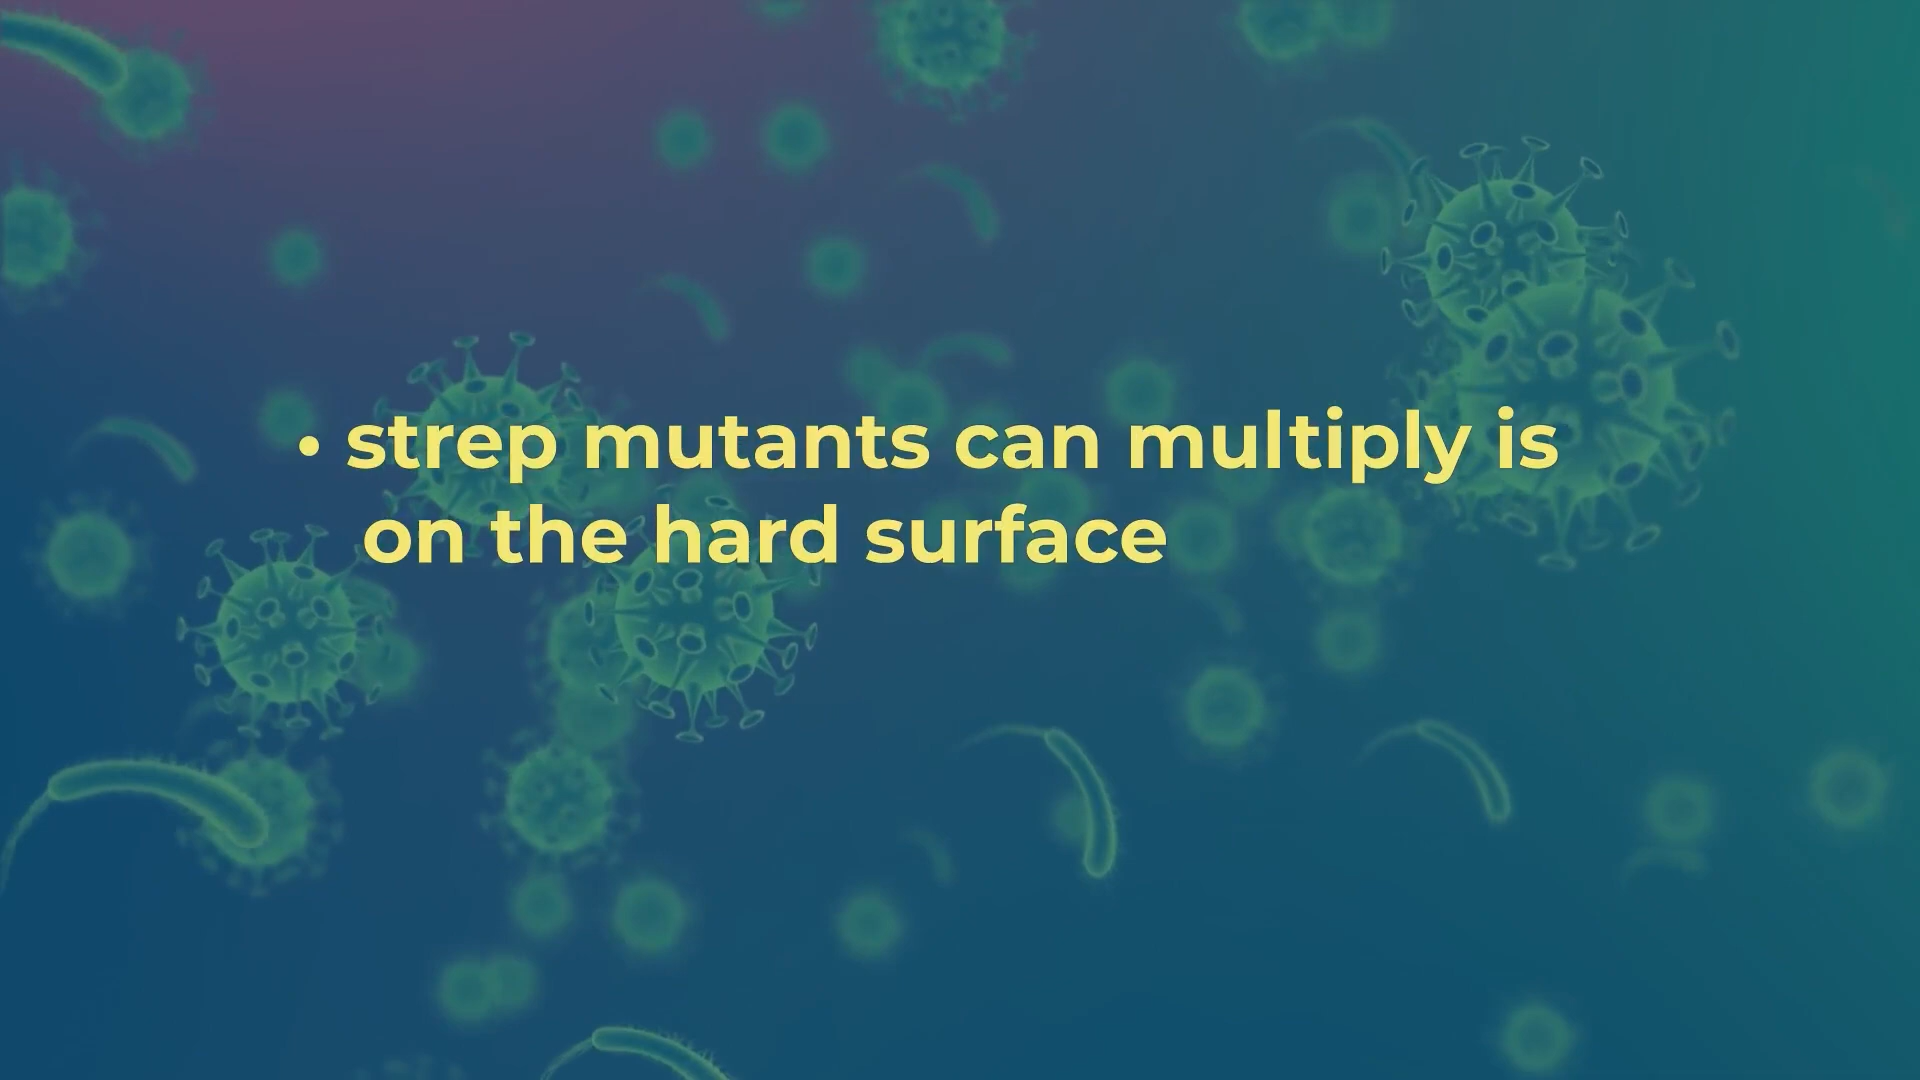 • strep mutants can multiply is
on the hard surface